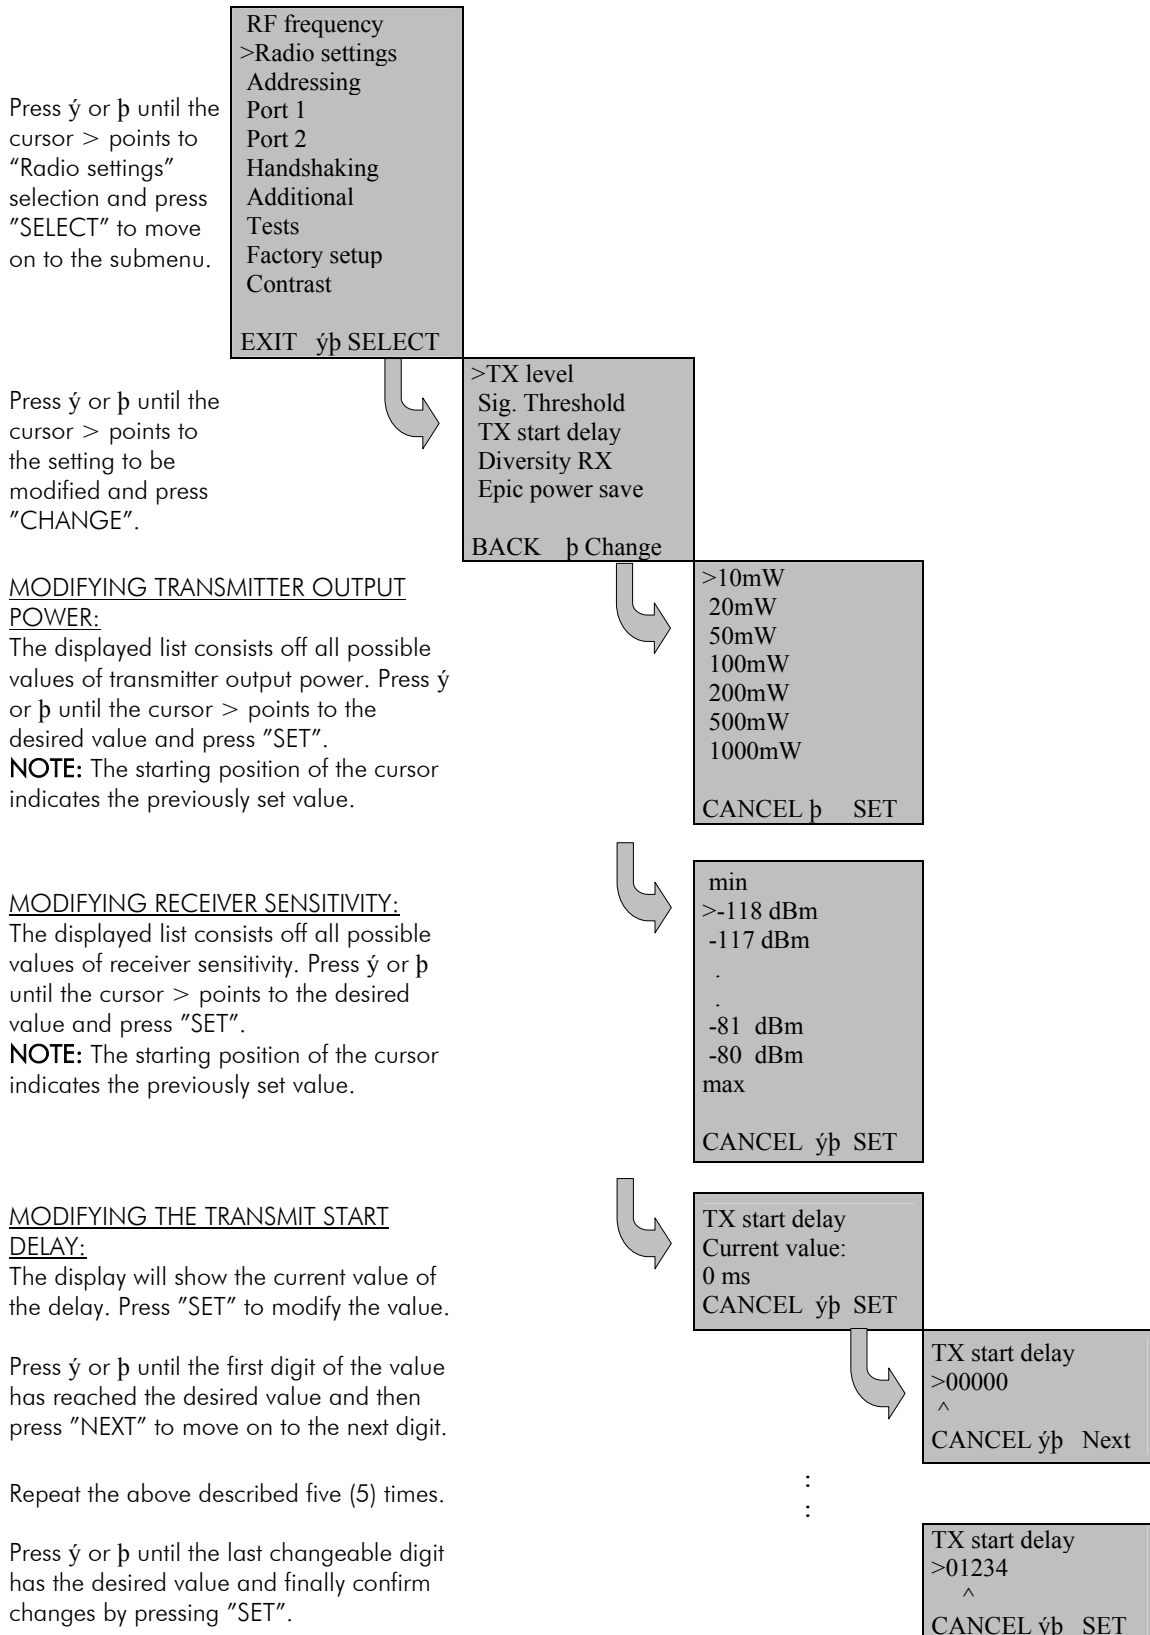 RF frequency
>Radio settings
Addressing
Port 1
Port 2
Handshaking
Additional
Tests
Factory setup
Contrast
EXIT ýþ SELECT
Press ý or þ until the
cursor > points to
“Radio settings”
selection and press
"SELECT" to move
on to the submenu.
>TX level
Sig. Threshold
TX start delay
Diversity RX
Epic power save
BACK þ Change
Press ý or þ until the
cursor > points to
the setting to be
modified and press
"CHANGE".
>10mW
20mW
50mW
100mW
200mW
500mW
1000mW
CANCEL þ SET
MODIFYING TRANSMITTER OUTPUT
POWER:
The displayed list consists off all possible
values of transmitter output power. Press ý
or þ until the cursor > points to the
desired value and press "SET".
NOTE: The starting position of the cursor
indicates the previously set value.
min
>-118 dBm
-117 dBm
.
.
-81 dBm
-80 dBm
max
CANCEL ýþ SET
MODIFYING RECEIVER SENSITIVITY:
The displayed list consists off all possible
values of receiver sensitivity. Press ý or þ
until the cursor > points to the desired
value and press "SET".
NOTE: The starting position of the cursor
indicates the previously set value.
TX start delay
Current value:
0 ms
CANCEL ýþ SET
MODIFYING THE TRANSMIT START
DELAY:
The display will show the current value of
the delay. Press "SET" to modify the value.
TX start delay
>00000
^
CANCEL ýþ Next
Press ý or þ until the first digit of the value
has reached the desired value and then
press "NEXT" to move on to the next digit.
:
:
Repeat the above described five (5) times.
TX start delay
>01234
^
CANCEL ýþ SET
Press ý or þ until the last changeable digit
has the desired value and finally confirm
changes by pressing "SET".